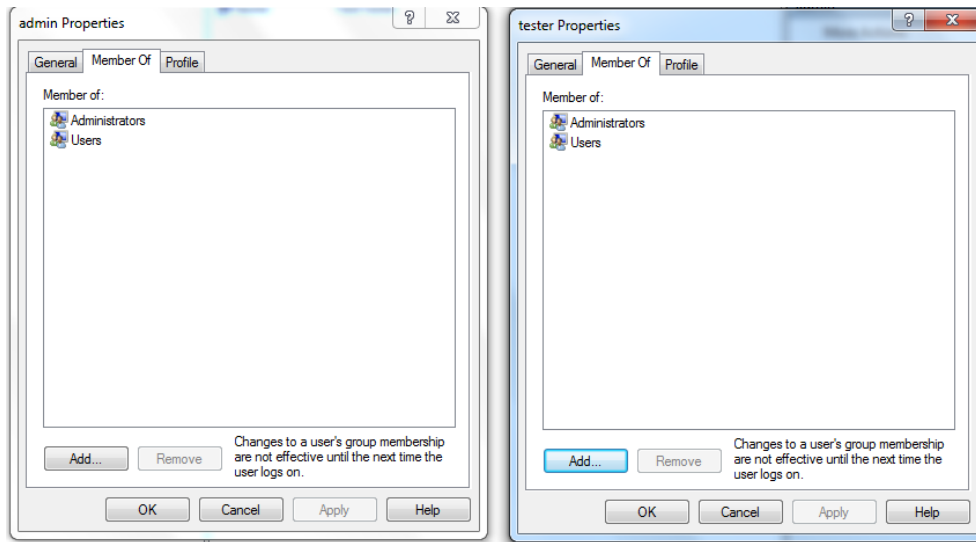 admin Properties
General Member Of Profile
Member of:
Administrators
Users
Add... Remove
Changes to a user's group membership
are not effective until the next time the
user logs on.
OK Cancel Apply Help
tester Properties
General Member Of Profile
Member of:
Administrators
Users
Add... Remove
Changes to a user's group membership
are not effective until the next time the
user logs on.
OK Cancel Apply Help